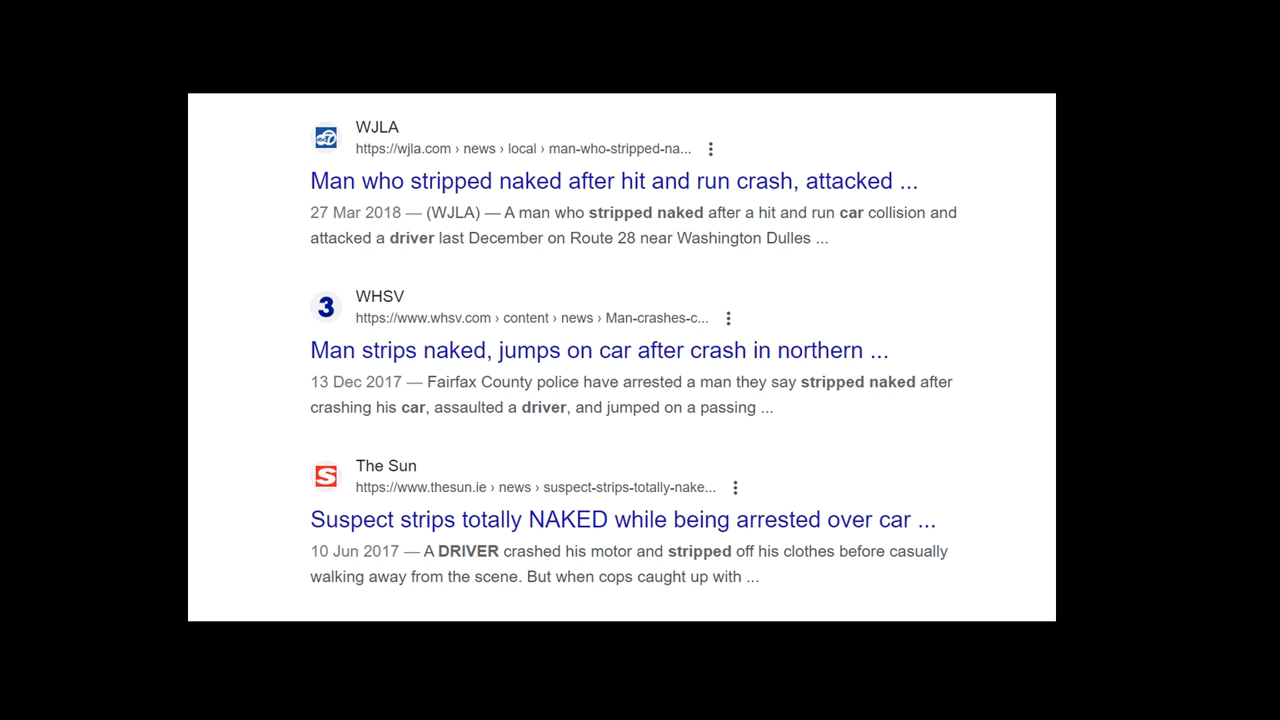 WJLA
https://wjla.com › news › local › man-who-stripped-na...
Man who stripped naked after hit and run crash, attacked ...
27 Mar 2018 — (WJLA) — A man who stripped naked after a hit and run car collision and
attacked a driver last December on Route 28 near Washington Dulles ...
3
WHSV
https://www.whsv.com › content › news › Man-crashes-c...
Man strips naked, jumps on car after crash in northern ...
13 Dec 2017 — Fairfax County police have arrested a man they say stripped naked after
crashing his car, assaulted a driver, and jumped on a passing ...
S
The Sun
https://www.thesun.ie › news › suspect-strips-totally-nake...
Suspect strips totally NAKED while being arrested over car ...
10 Jun 2017 — A DRIVER crashed his motor and stripped off his clothes before casually
walking away from the scene. But when cops caught up with ...